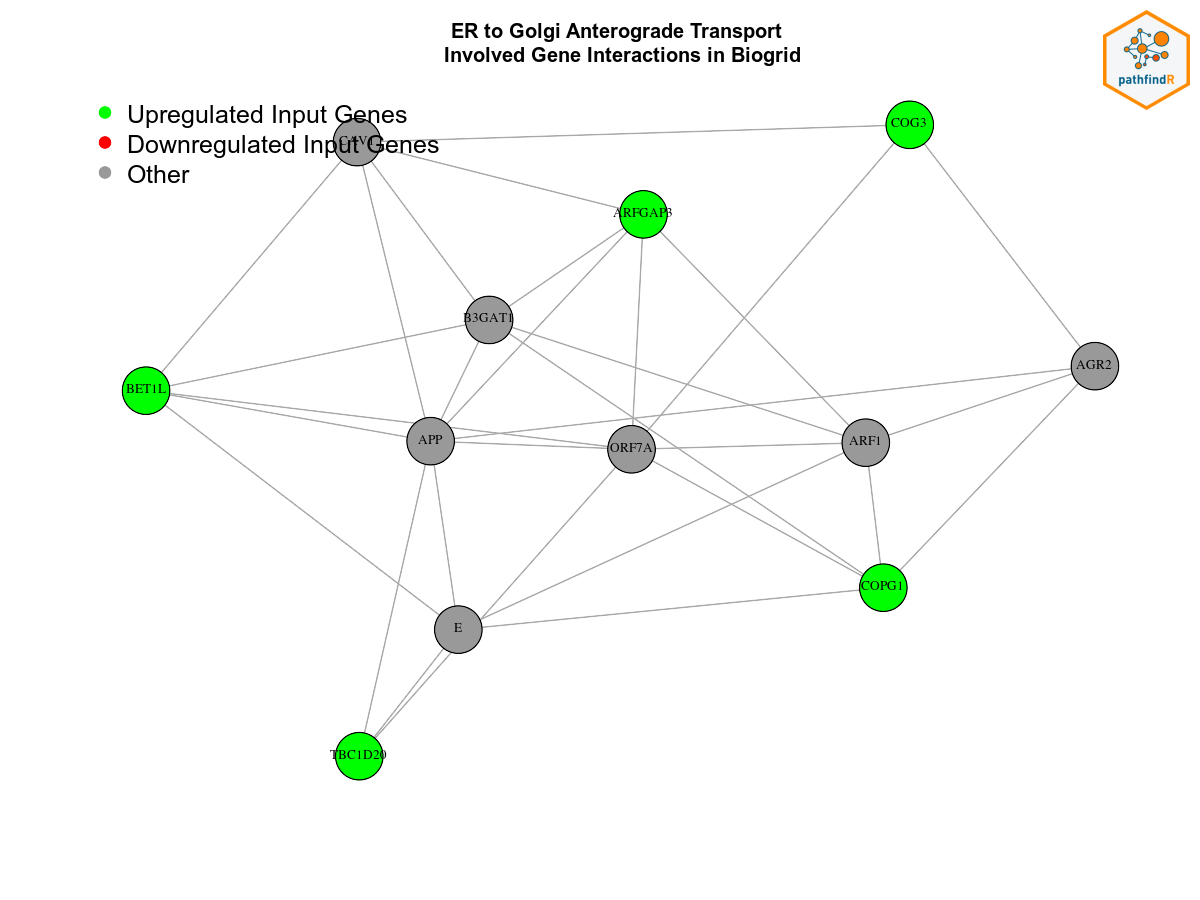 ER to Golgi Anterograde Transport
Involved Gene Interactions in Biogrid
pathfindR
Upregulated Input Genes
Downregulated Input Genes
Other
COG3
ARFGAP3
B3GAT1
AGR2
BET1L
APP
ORF7A
ARF1
COPG1
E
TBC1D20